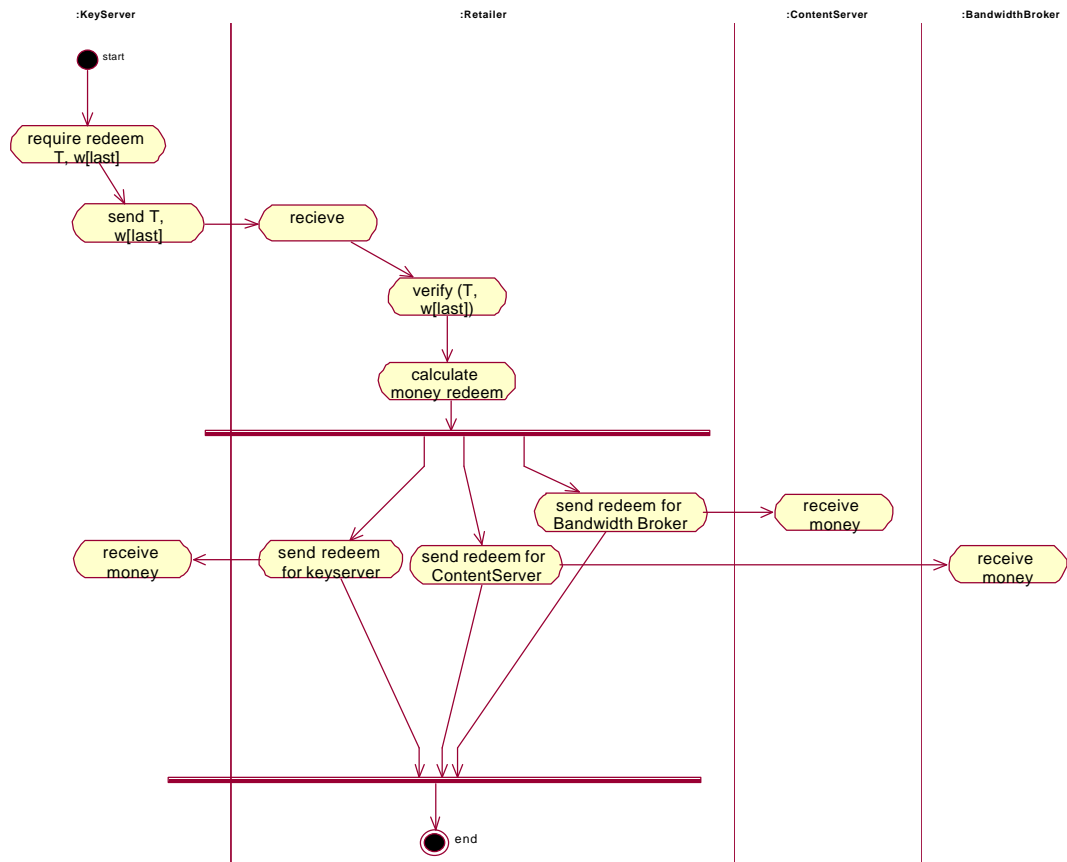 :KeyServer
:Retailer
:ContentServer
:BandwidthBroker
start
require redeem
T, w[last]
send T,
w[last]
recieve
verify (T,
w[last])
calculate
money redeem
send redeem for
Bandwidth Broker
receive
money
receive
money
send redeem
for keyserver
send redeem for
ContentServer
receive
money
end